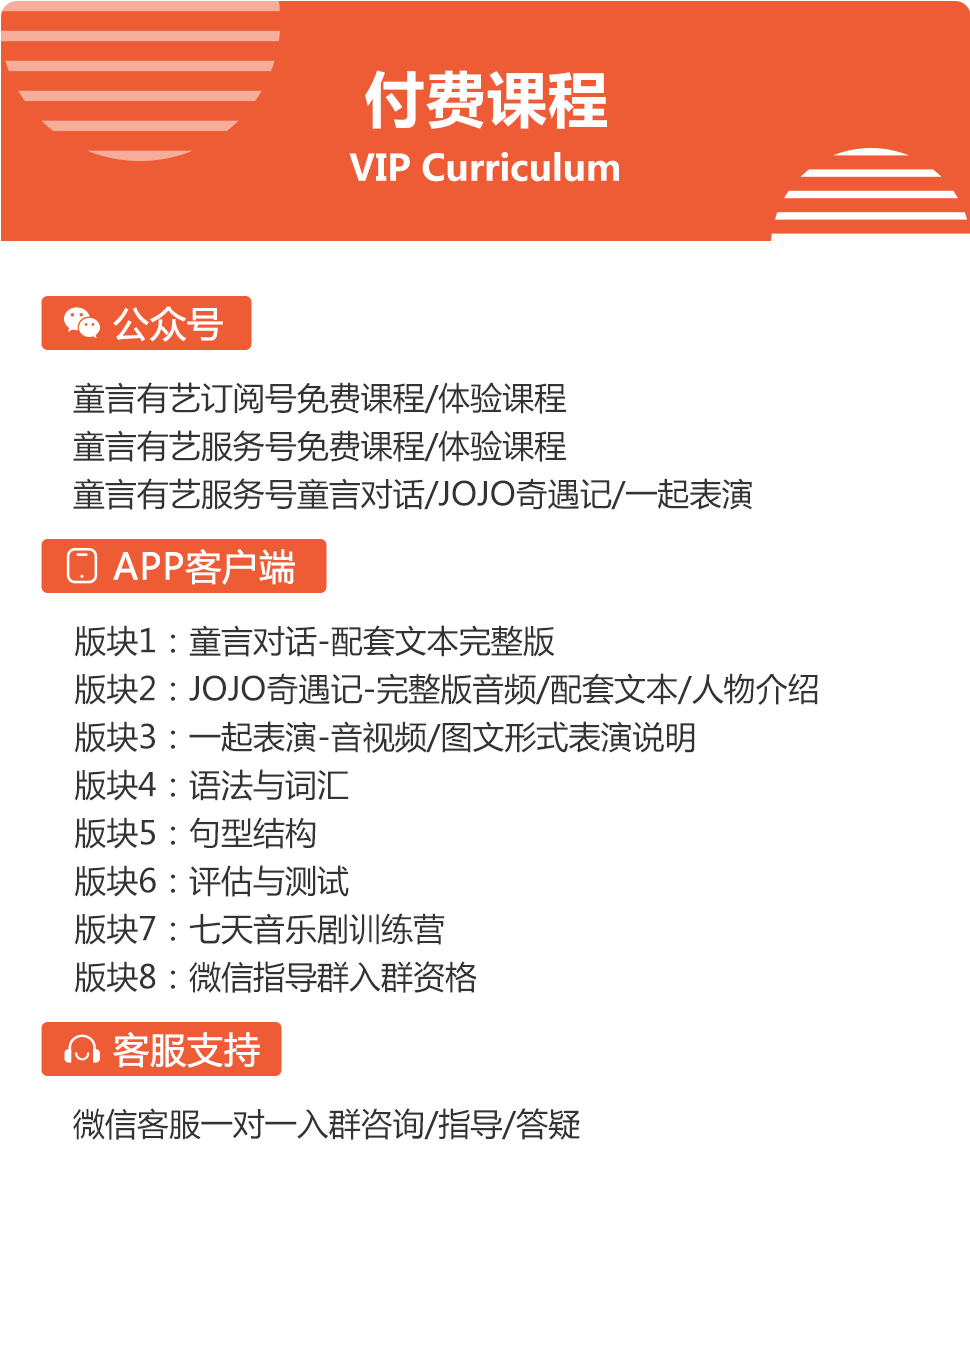 付费课程
VIP Curriculum
公众号
童言有艺订阅号免费课程/体验课程
童言有艺服务号免费课程/体验课程
童言有艺服务号童言对话/JOJO奇遇记/一起表演
APP客户端
版块1：童言对话-配套文本完整版
版块2：JOJO奇遇记-完整版音频/配套文本/人物介绍
版块3：一起表演-音视频/图文形式表演说明
版块4：语法与词汇
版块5：句型结构
版块6：评估与测试
版块7：七天音乐剧训练营
版块8：微信指导群入群资格
客服支持
微信客服一对一入群咨询/指导/答疑